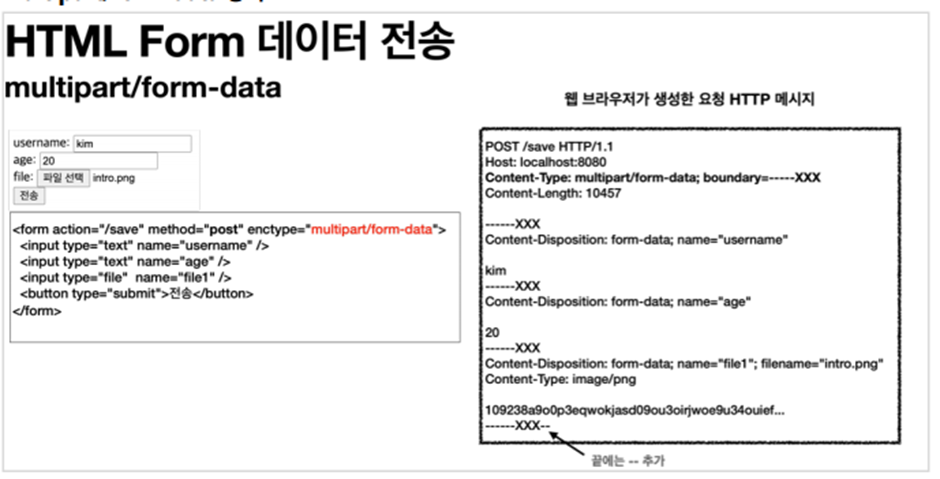 HTML Form 데이터 전송
multipart/form-data
username: kim
age: 20
file: 파일 선택 intro.png
전송
<form action="/save" method="post" enctype="multipart/form-data">
<input type="text" name="username" />
<input type="text" name="age" />
<input type="file" name="file1" />
<button type="submit">전송</button>
</form>
웹 브라우저가 생성한 요청 HTTP 메시지
POST /save HTTP/1.1
Host: localhost:8080
Content-Type: multipart/form-data; boundary=-----XXX
Content-Length: 10457
------XXX
Content-Disposition: form-data; name="username"
kim
------XXX
Content-Disposition: form-data; name="age"
20
------XXX
Content-Disposition: form-data; name="file1"; filename="intro.png"
Content-Type: image/png
109238a9o0p3eqwokjasd09ou3oirjwoe9u34ouief...
------XXX--
끝에는 -- 추가